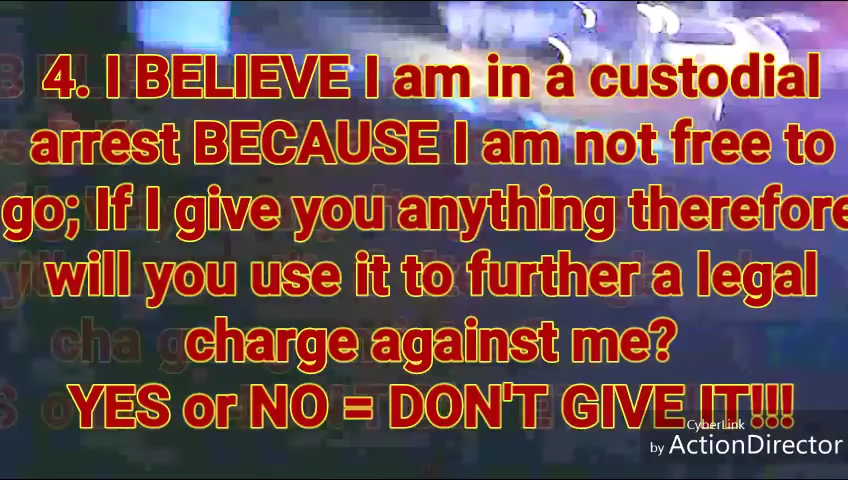 4. I BELIEVE I am in a custodial
arrest BECAUSE I am not free to
go; If I give you anything therefore
will you use it to further a legal
charge against me?
YES or NO = DON'T GIVE IT!!!
CyberLink
by ActionDirector